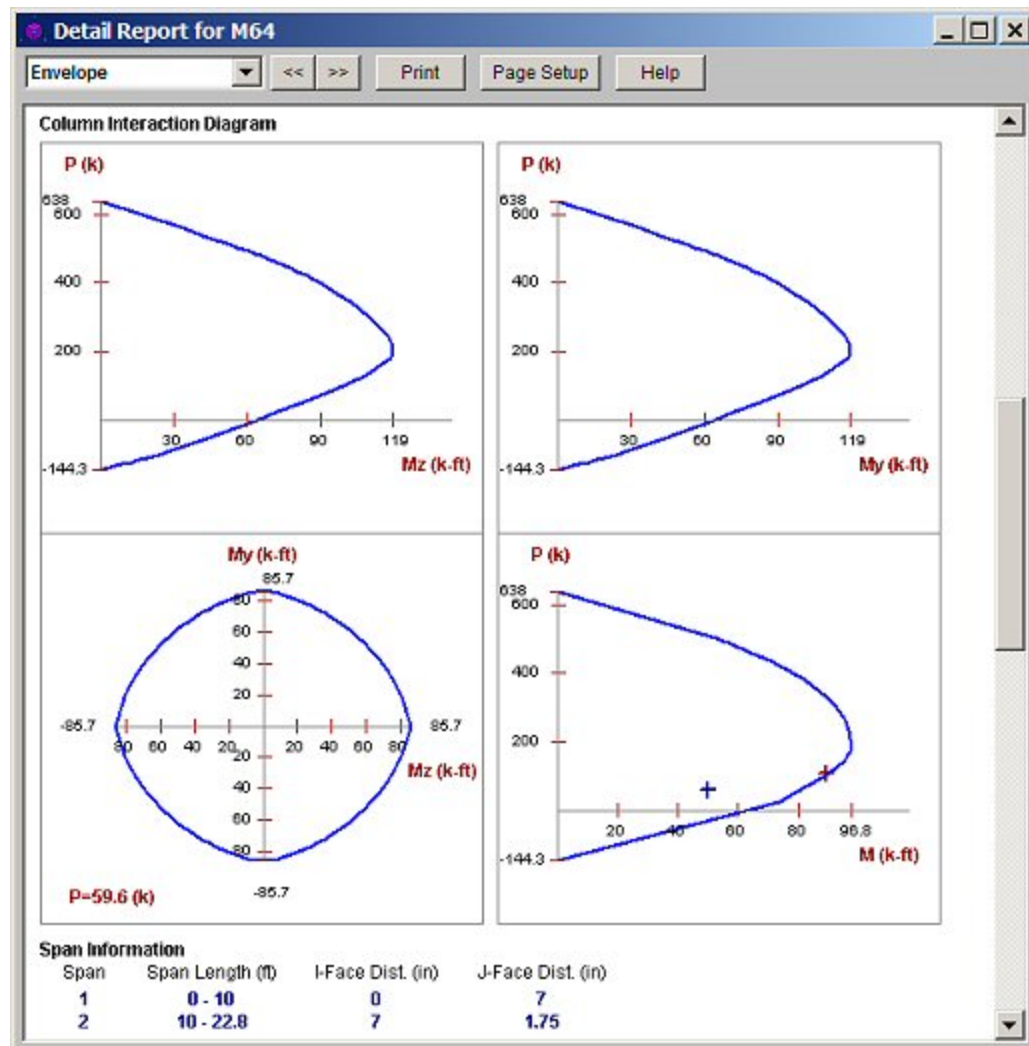 Detail Report for M64
Envelope << >> Print Page Setup Help
Column Interaction Diagram
P (k)
638
600
400
200
30 60 90 119
-144.3
Mz (k-ft)
P (k)
638
600
400
200
30 60 90 119
-144.3
My (k-ft)
My (k-ft)
85.7
80
60
40
20
-85.7 80 60 40 20 20 40 60 80 85.7
20
Mz (k-ft)
40
60
80
P=59.6 (k)
-85.7
P (k)
638
600
400
200
20 40 60 80 96.8
-144.3
M (k-ft)
Span Information
Span Span Length (ft) I-Face Dist. (in) J-Face Dist. (in)
1 0 - 10 0 7
2 10 - 22.8 7 1.75